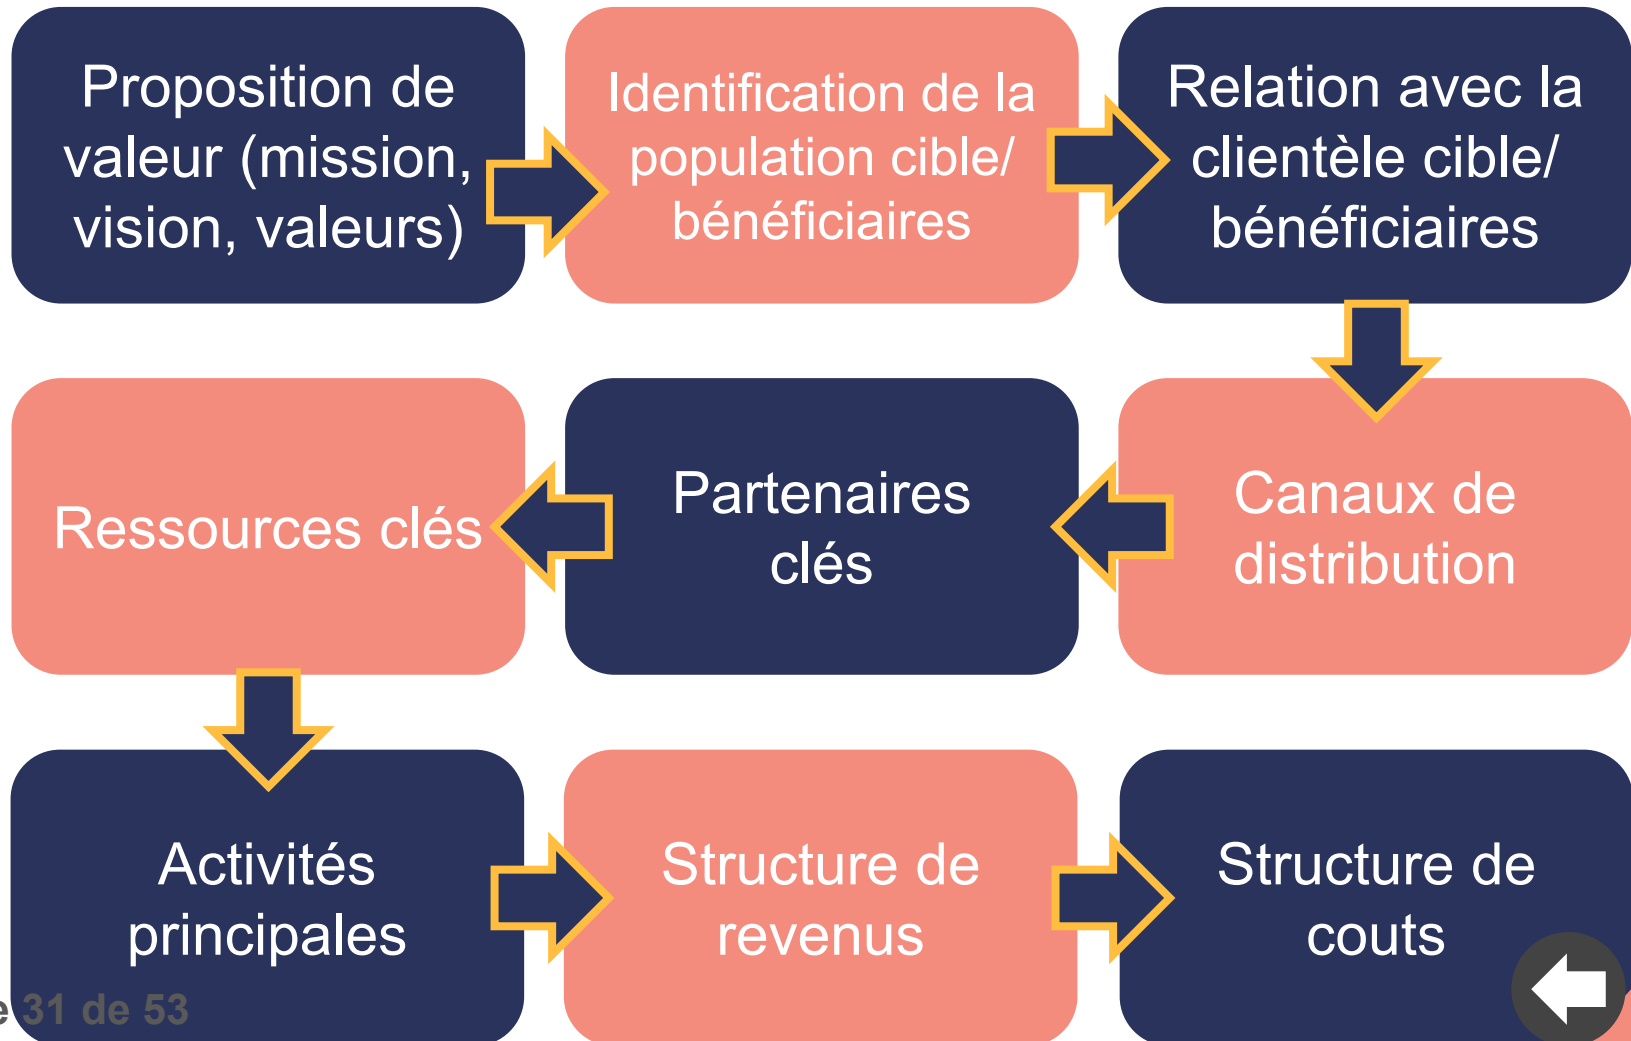 Proposition de
valeur (mission,
vision, valeurs)
Identification de la
population cible/
bénéficiaires
Relation avec la
clientèle cible/
bénéficiaires
Canaux de
distribution
Partenaires
clés
Ressources clés
Activités
principales
Structure de
revenus
Structure de
couts
e 31 de 53